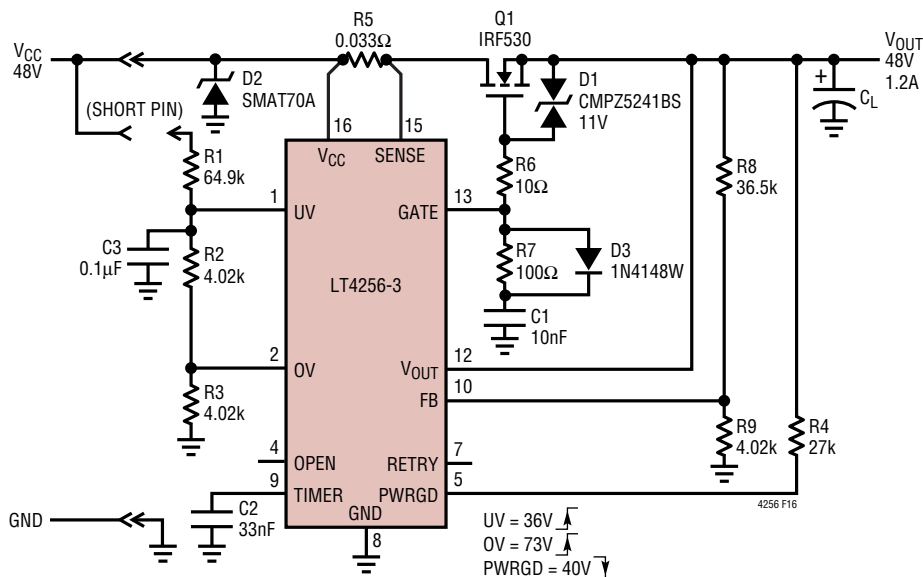 R5
0.033Ω
Q1
IRF530
VCC
48V
VOUT
48V
1.2A
D2
SMAT70A
D1
CMPZ5241BS
11V
+
CL
(SHORT PIN)
16
15
VCC
SENSE
R1
64.9k
R6
10Ω
R8
36.5k
1
UV
13
GATE
C3
0.1µF
R2
4.02k
R7
100Ω
D3
1N4148W
LT4256-3
C1
10nF
2
OV
12
VOUT
10
FB
R3
4.02k
R9
4.02k
R4
27k
4
OPEN
7
RETRY
9
TIMER
5
PWRGD
4256 F16
GND
C2
33nF
GND
8
UV = 36V
OV = 73V
PWRGD = 40V